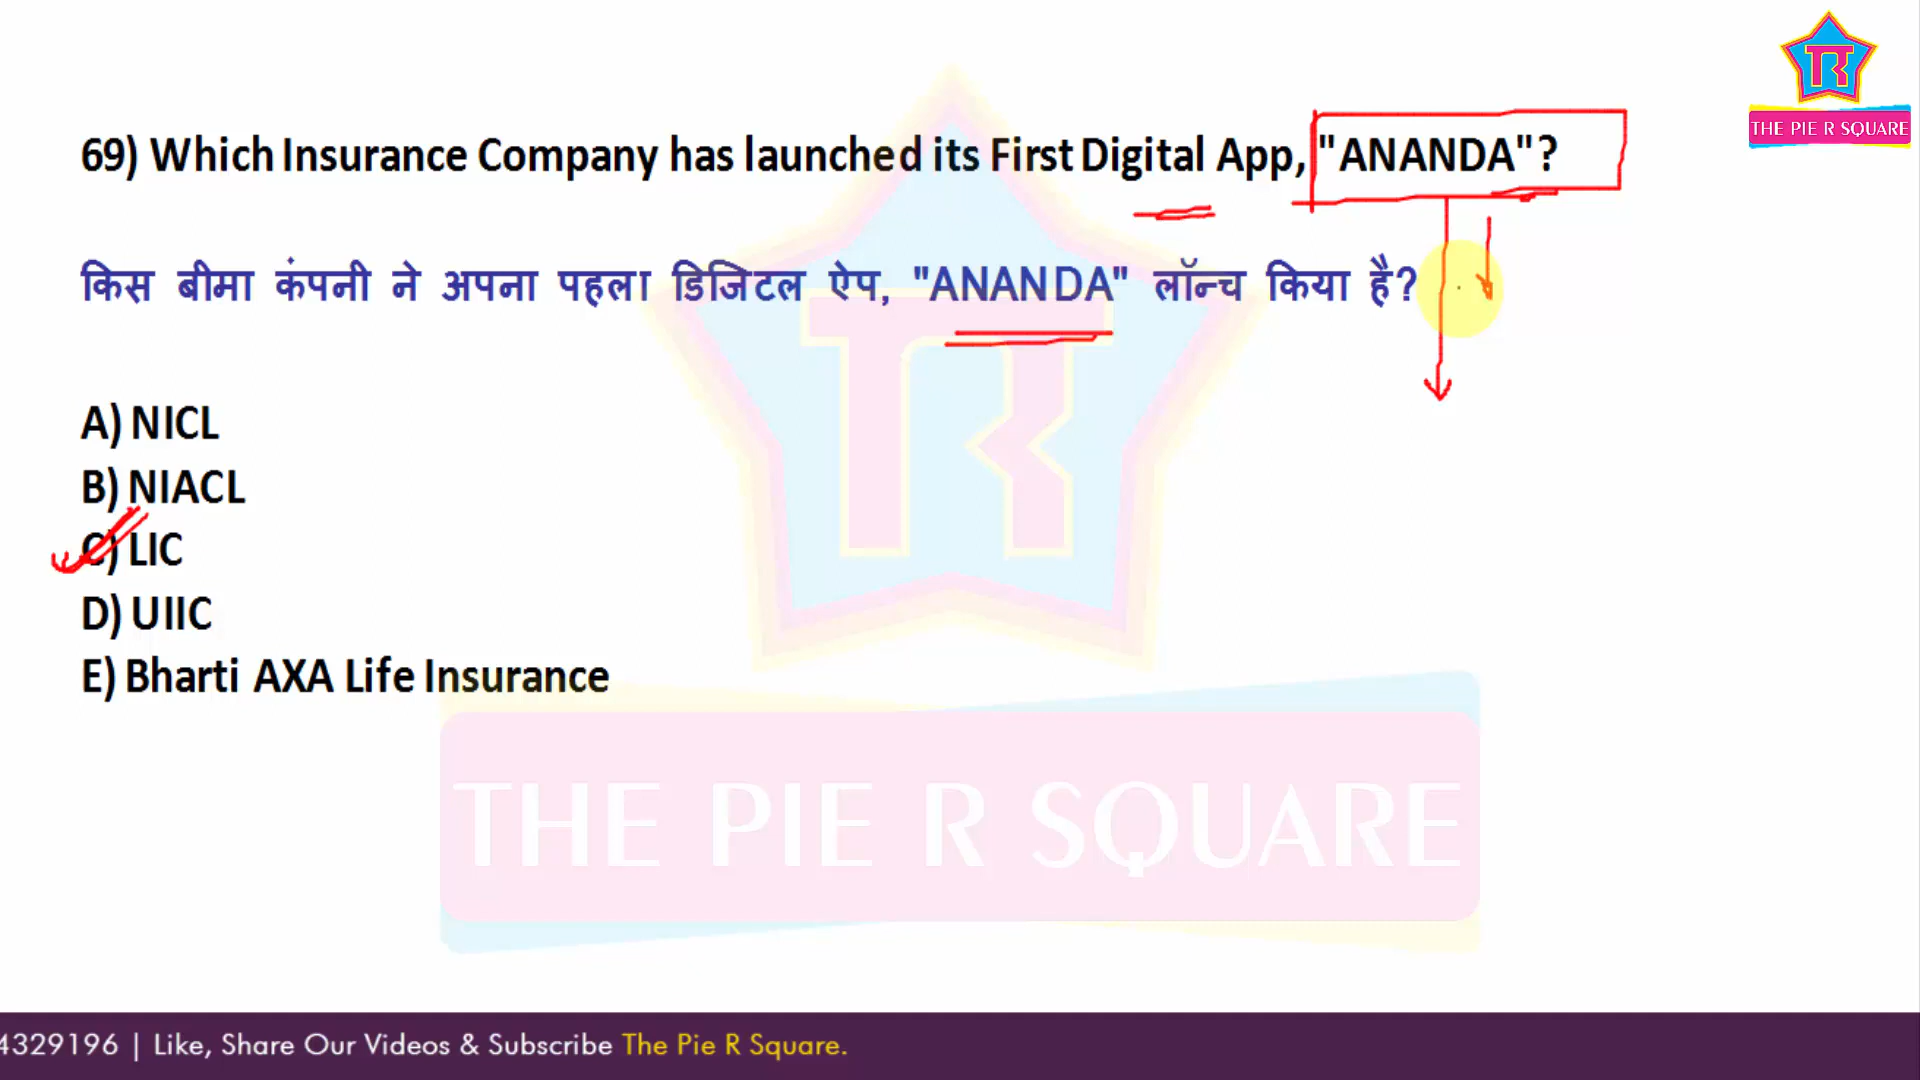 THE PIE R SQUARE
69) Which Insurance Company has launched its First Digital App, "ANANDA"?
किस बीमा कंपनी ने अपना पहला डिजिटल ऐप, "ANANDA" लॉन्च किया है?
A) NICL
B) NIACL
C) LIC
D) UIIC
E) Bharti AXA Life Insurance
THE PIE R SQUARE
4329196 | Like, Share Our Videos & Subscribe The Pie R Square.